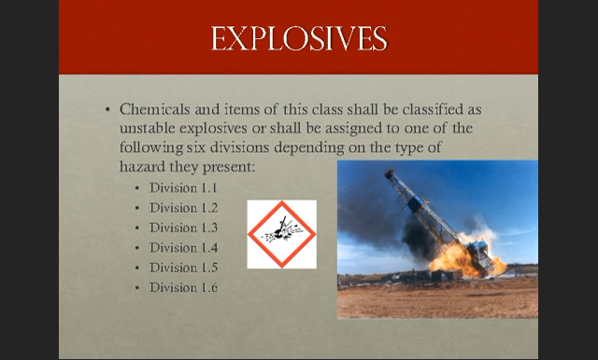 EXPLOSIVES
• Chemicals and items of this class shall be classified as
unstable explosives or shall be assigned to one of the
following six divisions depending on the type of
hazard they present:
• Division 1.1
• Division 1.2
• Division 1.3
• Division 1.4
• Division 1.5
• Division 1.6